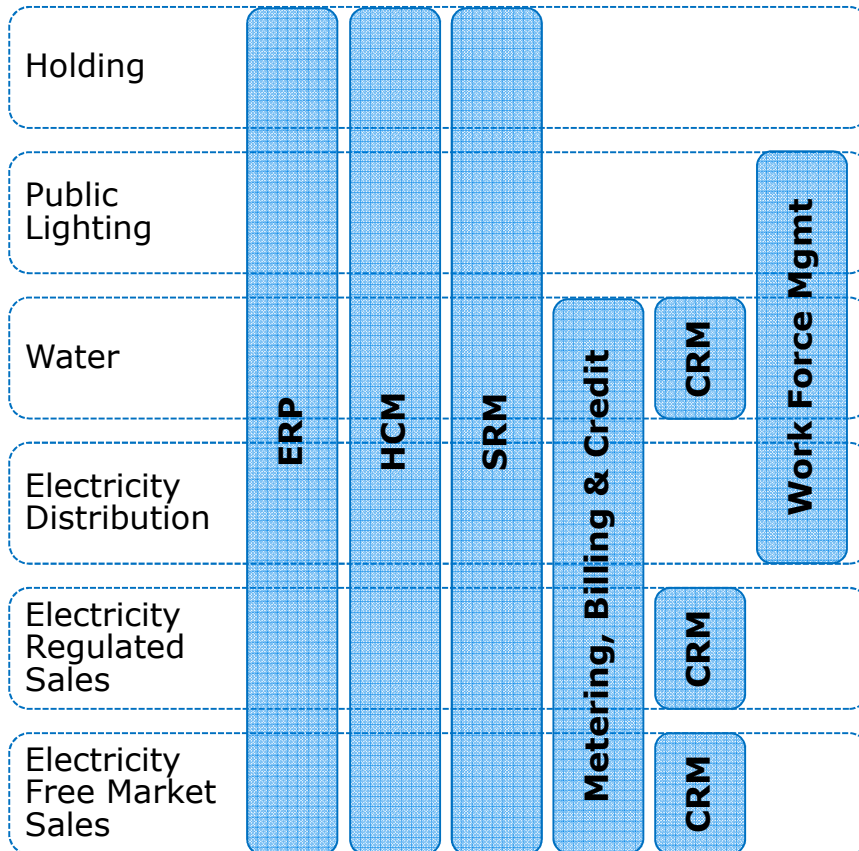 Holding
Public
Lighting
Water
Electricity
Distribution
Electricity
Regulated
Sales
Electricity
Free Market
Sales
ERP
HCM
SRM
Metering, Billing & Credit
CRM
CRM
CRM
Work Force Mgmt